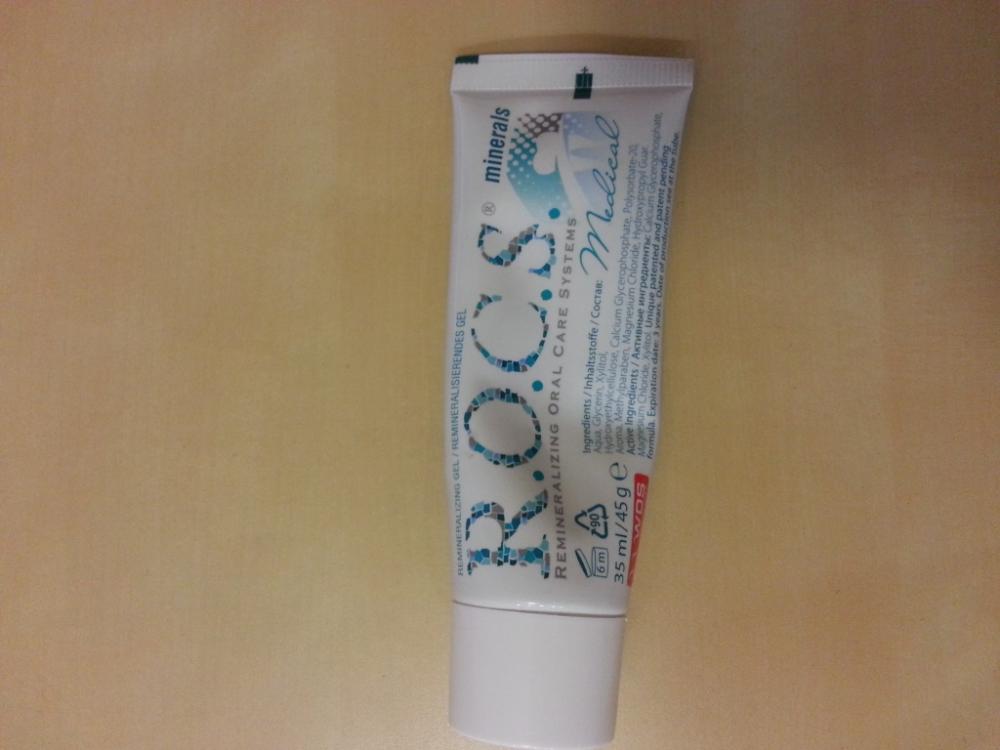 REMINERALIZING GEL / REMINERALISIERENDES GEL
R.O.C.S.® minerals
REMINERALIZING ORAL CARE SYSTEMS
Medical
Ingredients / Inhaltsstoffe / Состав:
Aqua, Glycerin, Xylitol,
Hydroxyethylcellulose, Calcium Glycerophosphate, Polysorbate-20,
Aroma, Methylparaben, Magnesium Chloride, Hydroxypropyl Guar.
Active Ingredients / Активные ингредиенты: Calcium Glycerophosphate,
Magnesium Chloride, Xylitol. Unique patented and patent pending
formula. Expiration date: 3 years. Date of production see at the tube.
6 m
90
35 ml/45 g e
WDS